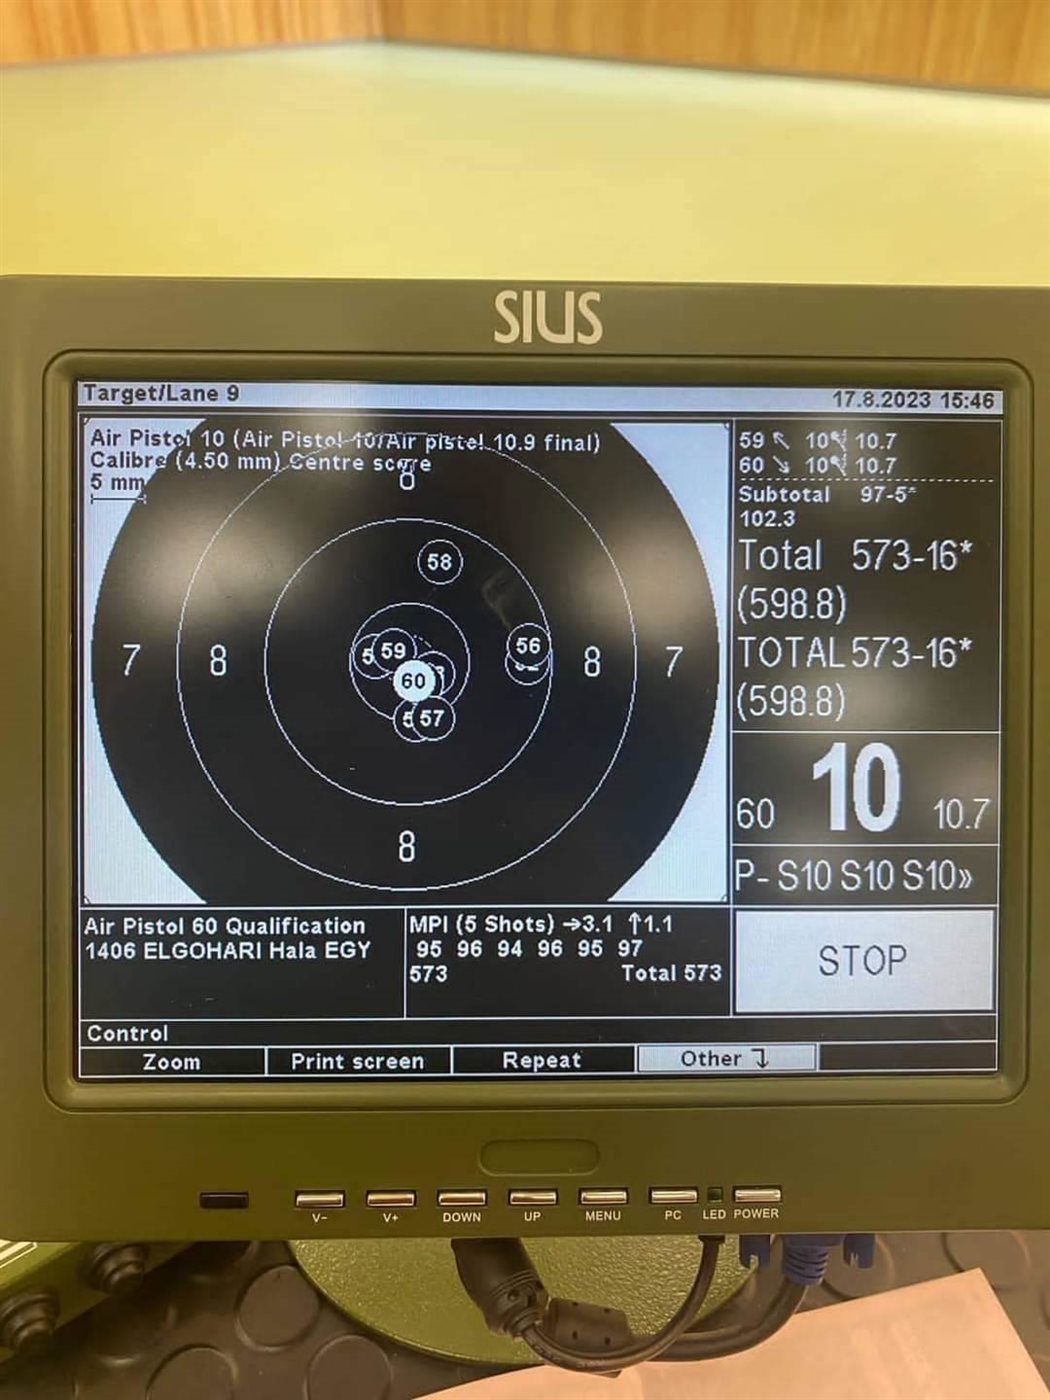 SIUS
Target/Lane 9
17.8.2023 15:46
Air Pistol 10 (Air Pistol 10/Air pistel 10.9 final)
Calibre (4.50 mm) Centre score
5 mm
58
7 8 59 56 8 7
60
57
8
59 10 10.7
60 10 10.7
Subtotal 97-5*
102.3
Total 573-16*
(598.8)
TOTAL 573-16*
(598.8)
60 10 10.7
P- S10 S10 S10»
Air Pistol 60 Qualification
1406 ELGOHARI Hala EGY
MPI (5 Shots) →3.1 ↑1.1
95 96 94 96 95 97
573 Total 573
STOP
Control
Zoom Print screen Repeat Other
V- V+ DOWN UP MENU PC LED POWER